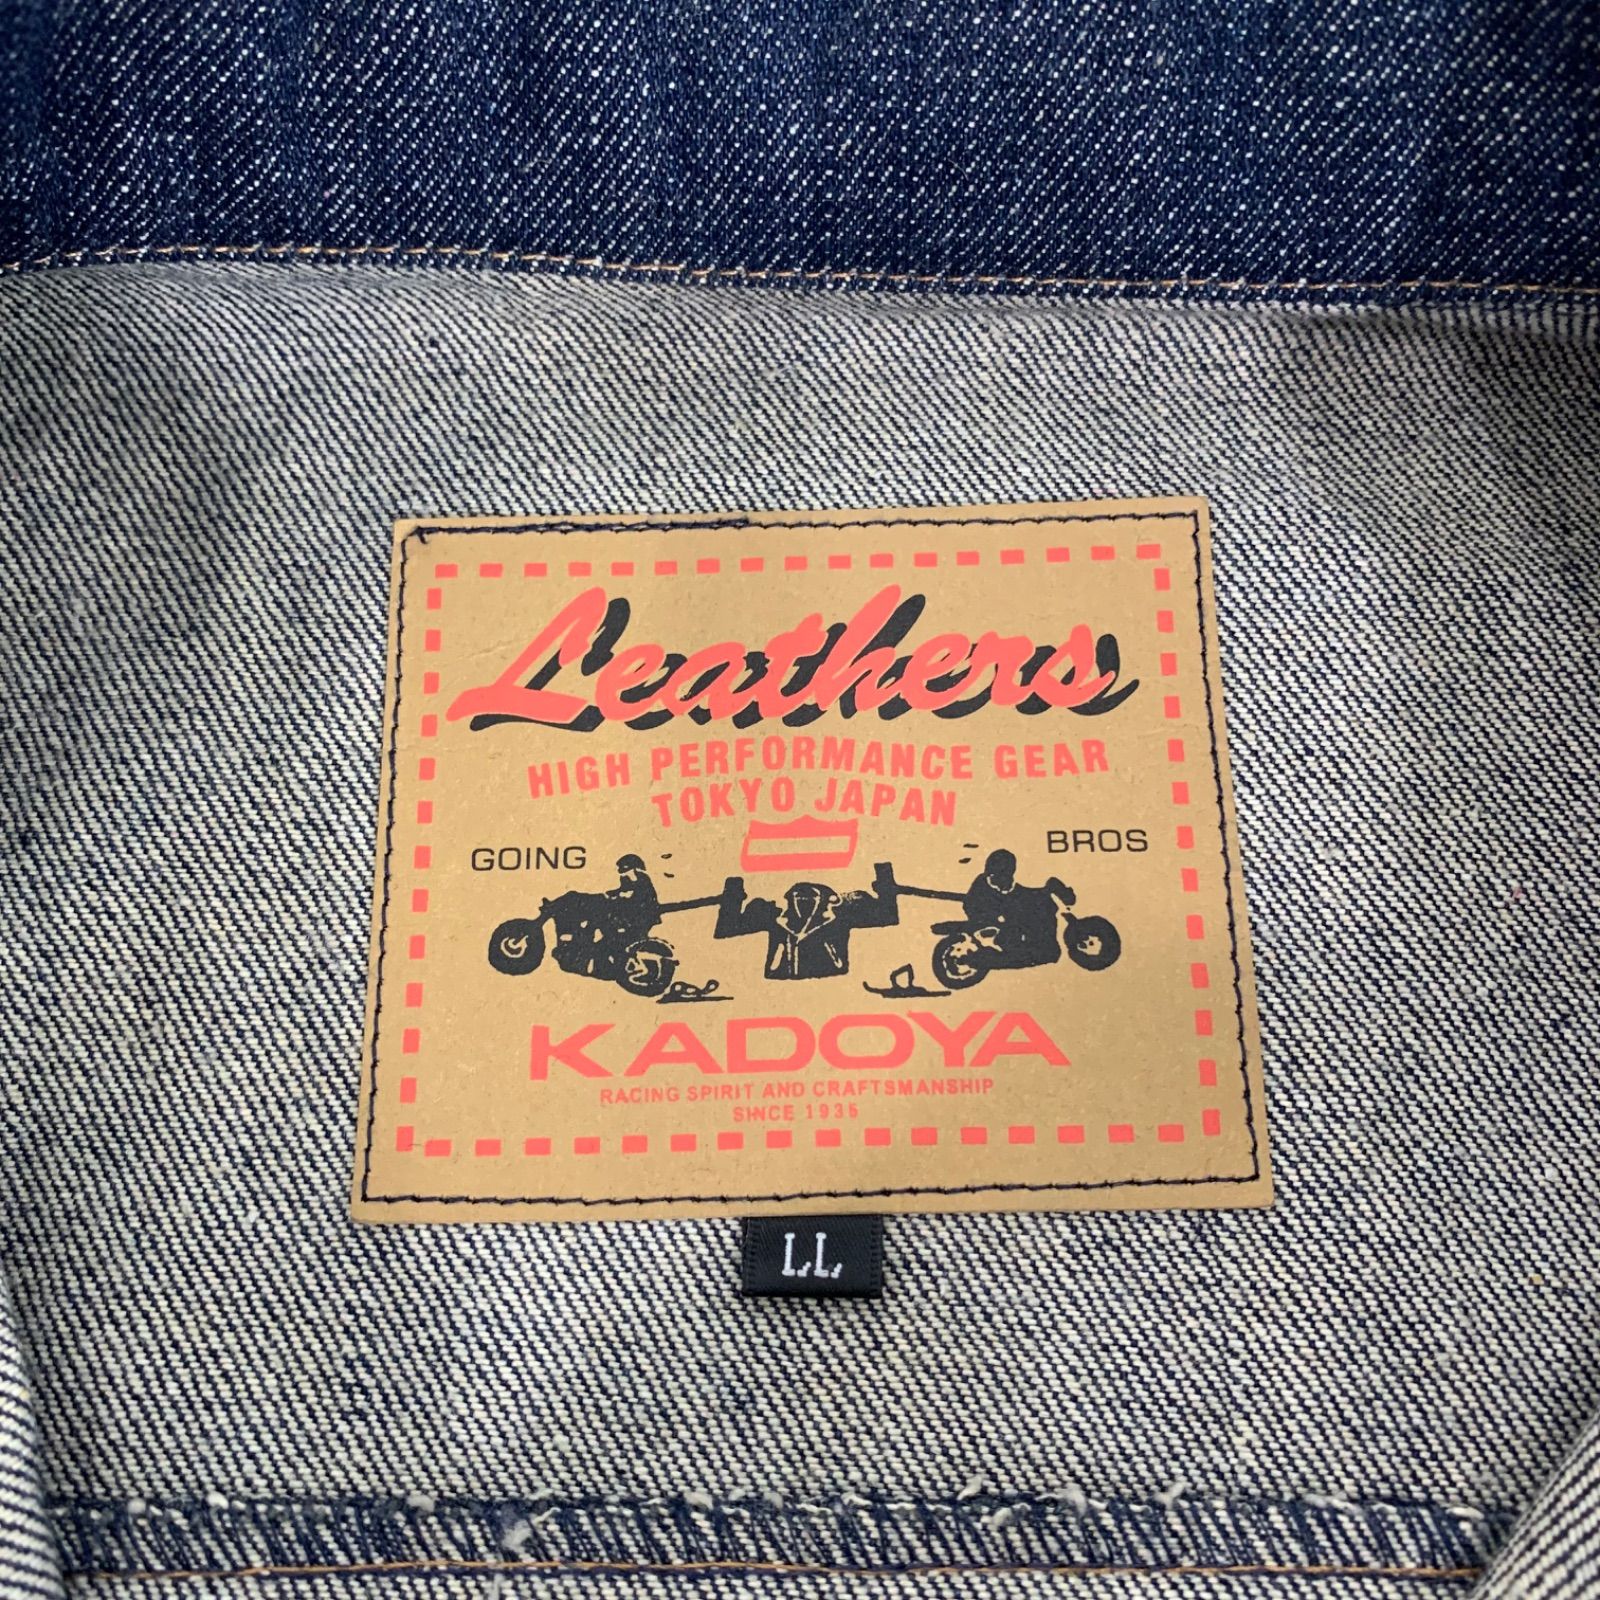 Leathers
HIGH PERFORMANCE GEAR
TOKYO JAPAN
GOING BROS
KADOYA
RACING SPIRIT AND CRAFTSMANSHIP
SINCE 1935
LL